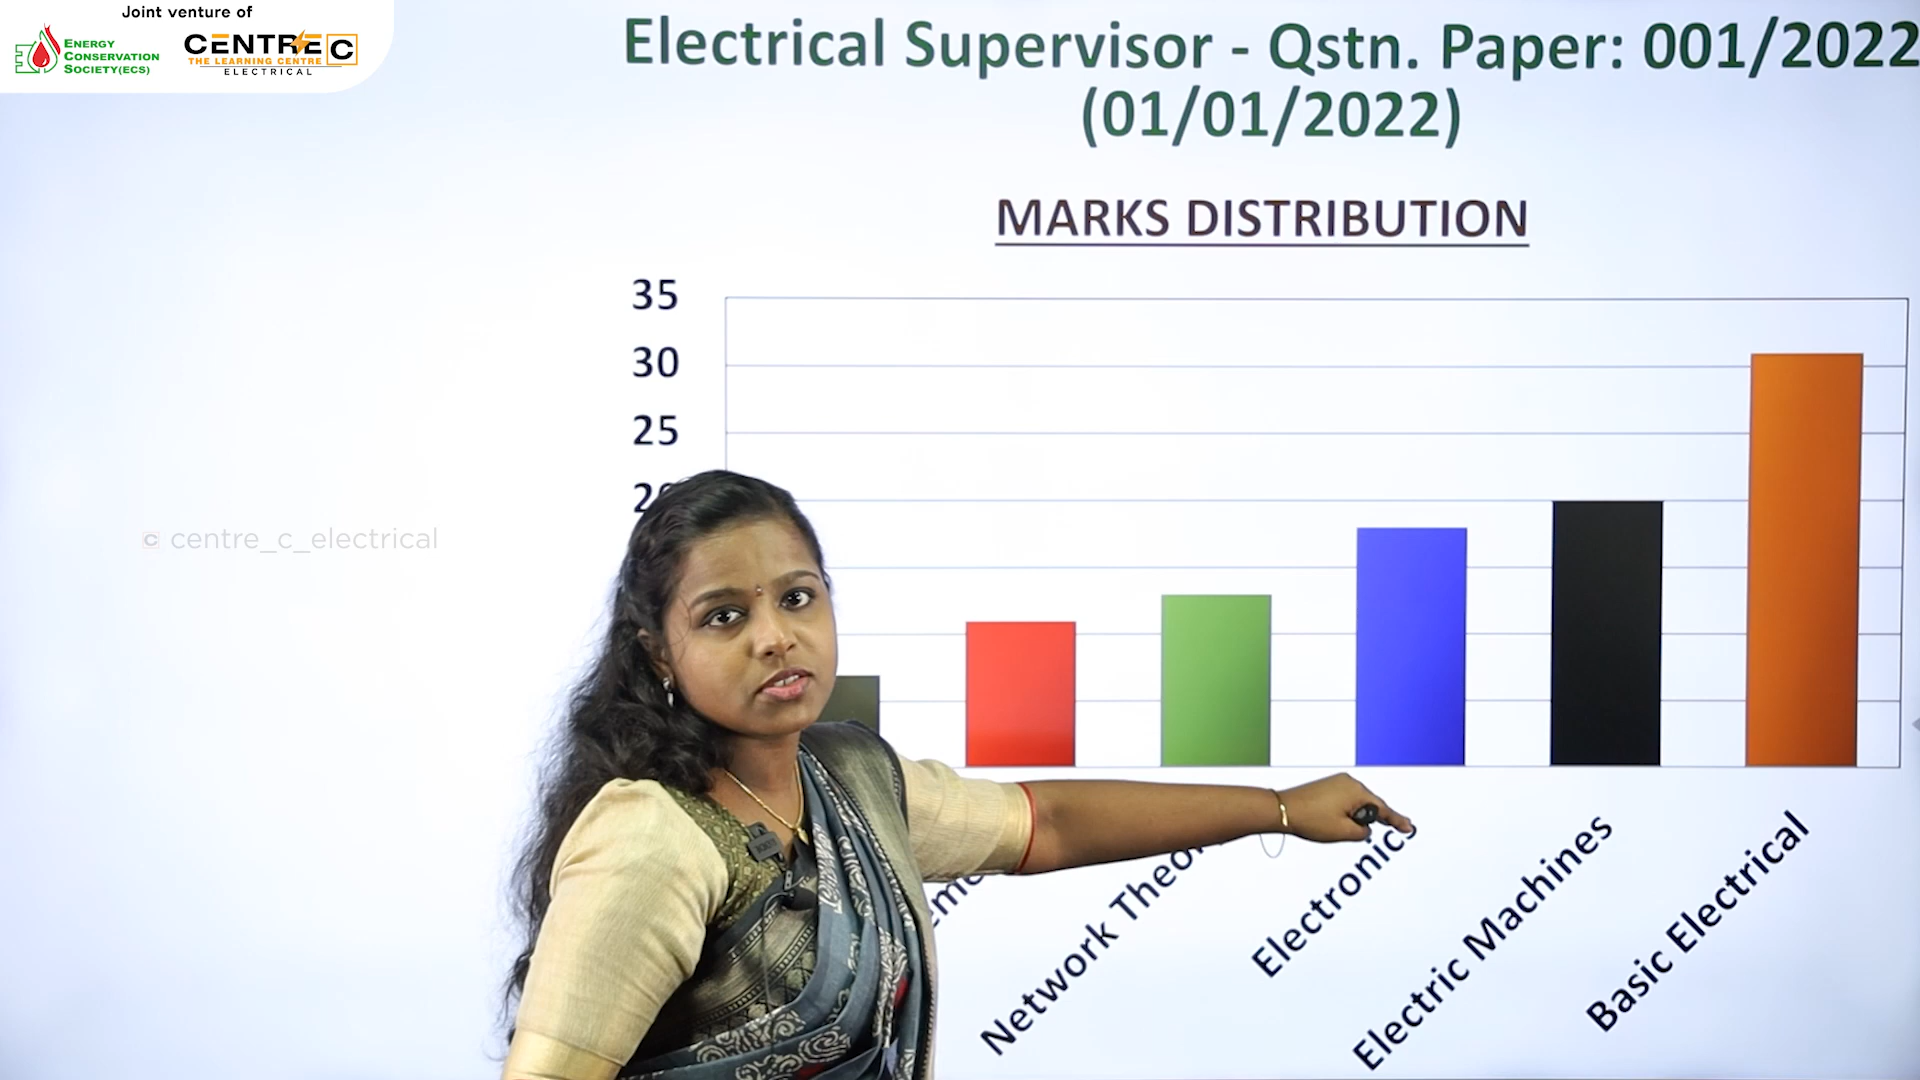 Joint venture of
ENERGY
CONSERVATION
SOCIETY(ECS)
CENTRE C
THE LEARNING CENTRE
ELECTRICAL
Electrical Supervisor - Qstn. Paper: 001/2022
(01/01/2022)
MARKS DISTRIBUTION
35
30
25
centre_c_electrical
Network Theor
Electronics
Electric Machines
Basic Electrical